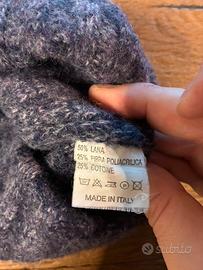 50% LANA
25% FIBRA POLIACRILICA
25% COTONE
MADE IN ITALY
subito